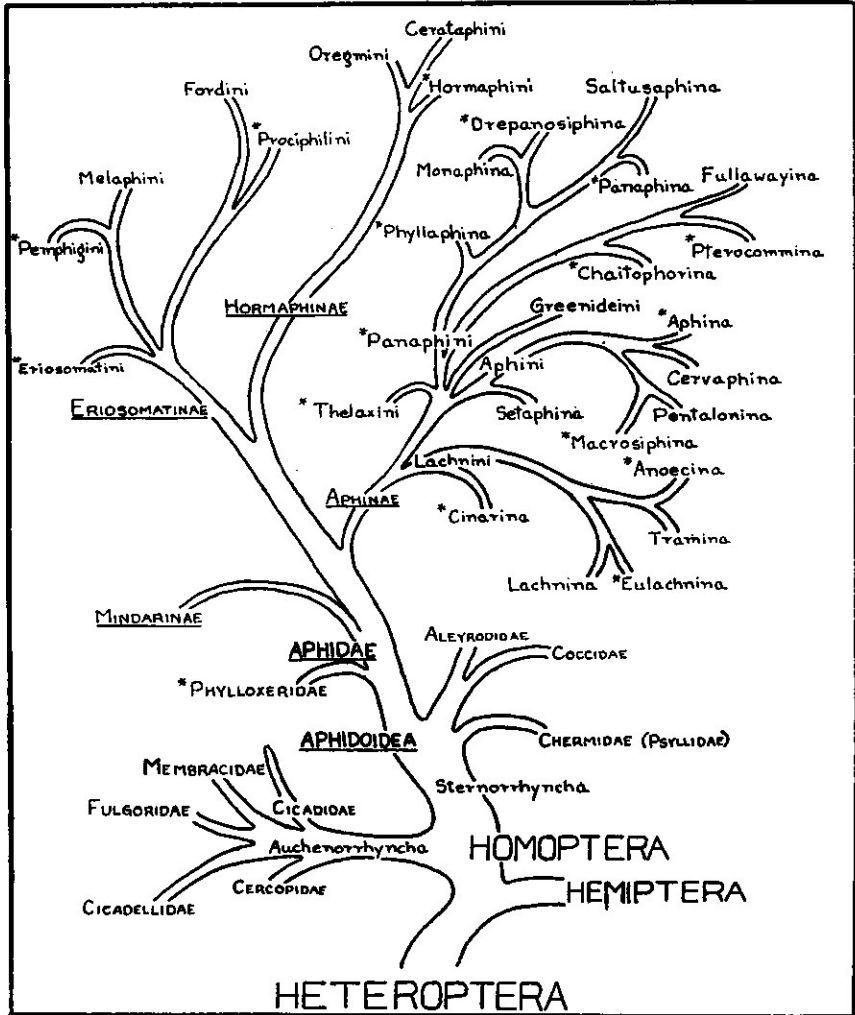 Cerataphini
Oregmini
*Hormaphini
Fordini
Saltusaphina
*Drepanosiphina
*Prociphilini
Monaphina
*Panaphina
Fullawayina
Melaphini
*Phyllaphina
*Pemphigini
*Pterocommina
*Chaitophorina
HORMAPHINAE
Greenideini
*Aphina
*Panaphini
Aphini
*Eriosomatini
Cervaphina
ERIOSOMATINAE
*Thelaxini
Setaphina
Pentalonina
*Macrosiphina
Lachnini
*Anoecina
APHINAE
*Cinarina
Tramina
Lachnina
*Eulachnina
MINDARINAE
ALEYRODIDAE
APHIDAE
COCCIDAE
*PHYLLOXERIDAE
APHIDOIDEA
CHERMIDAE (PSYLLIDAE)
MEMBRACIDAE
Sternorrhyncha
FULGORIDAE
CICADIDAE
Auchenorrhyncha
HOMOPTERA
CERCOPIDAE
HEMIPTERA
CICADELLIDAE
HETEROPTERA